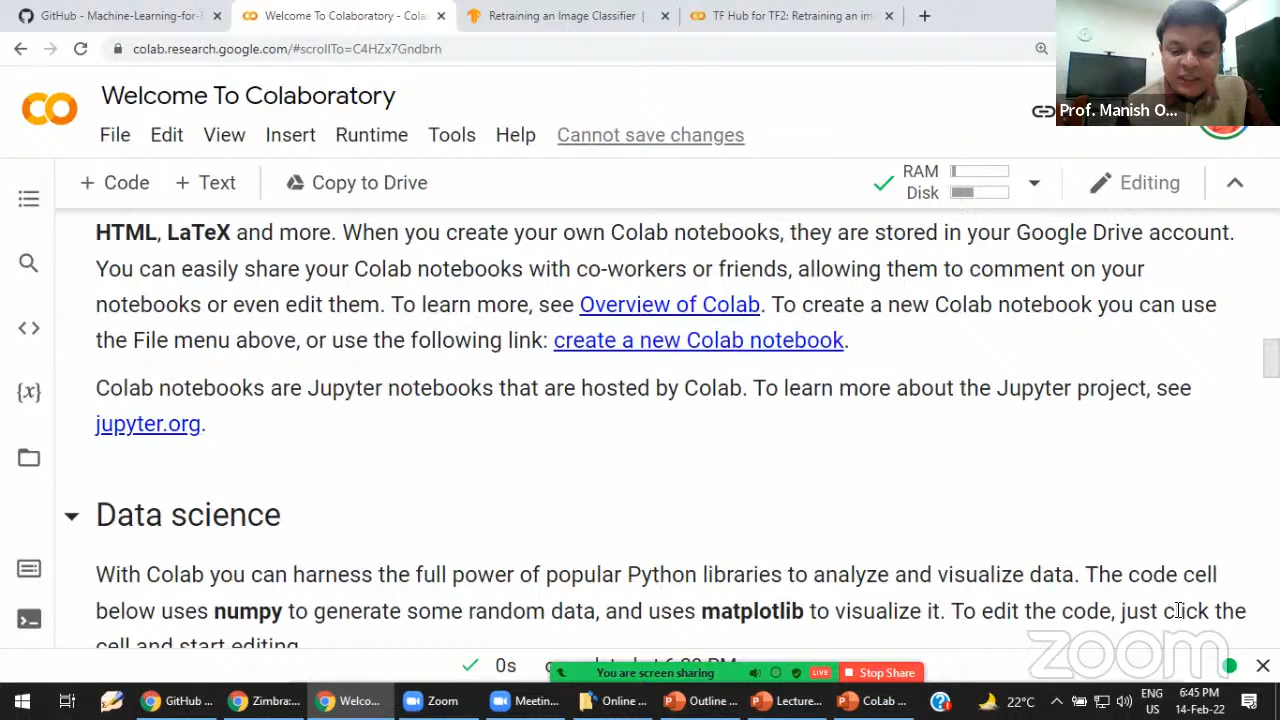 GitHub - Machine-Learning-for-
Welcome To Colaboratory - Cola
Retraining an Image Classifier |
TF Hub for TF2: Retraining an im
colab.research.google.com/#scrollTo=C4HZx7Gndbrh
Welcome To Colaboratory
Prof. Manish O...
File Edit View Insert Runtime Tools Help Cannot save changes
+ Code + Text Copy to Drive
RAM
Disk
Editing
HTML, LaTeX and more. When you create your own Colab notebooks, they are stored in your Google Drive account.
You can easily share your Colab notebooks with co-workers or friends, allowing them to comment on your
notebooks or even edit them. To learn more, see Overview of Colab. To create a new Colab notebook you can use
the File menu above, or use the following link: create a new Colab notebook.
Colab notebooks are Jupyter notebooks that are hosted by Colab. To learn more about the Jupyter project, see
jupyter.org.
Data science
With Colab you can harness the full power of popular Python libraries to analyze and visualize data. The code cell
below uses numpy to generate some random data, and uses matplotlib to visualize it. To edit the code, just click the
cell and start editing.
0s
zoom
You are screen sharing LIVE Stop Share
GitHub ...
Zimbra:...
Welco...
Zoom
Meetin...
Online ...
Outline ...
Lecture...
CoLab ...
22°C
ENG
US
6:45 PM
14-Feb-22